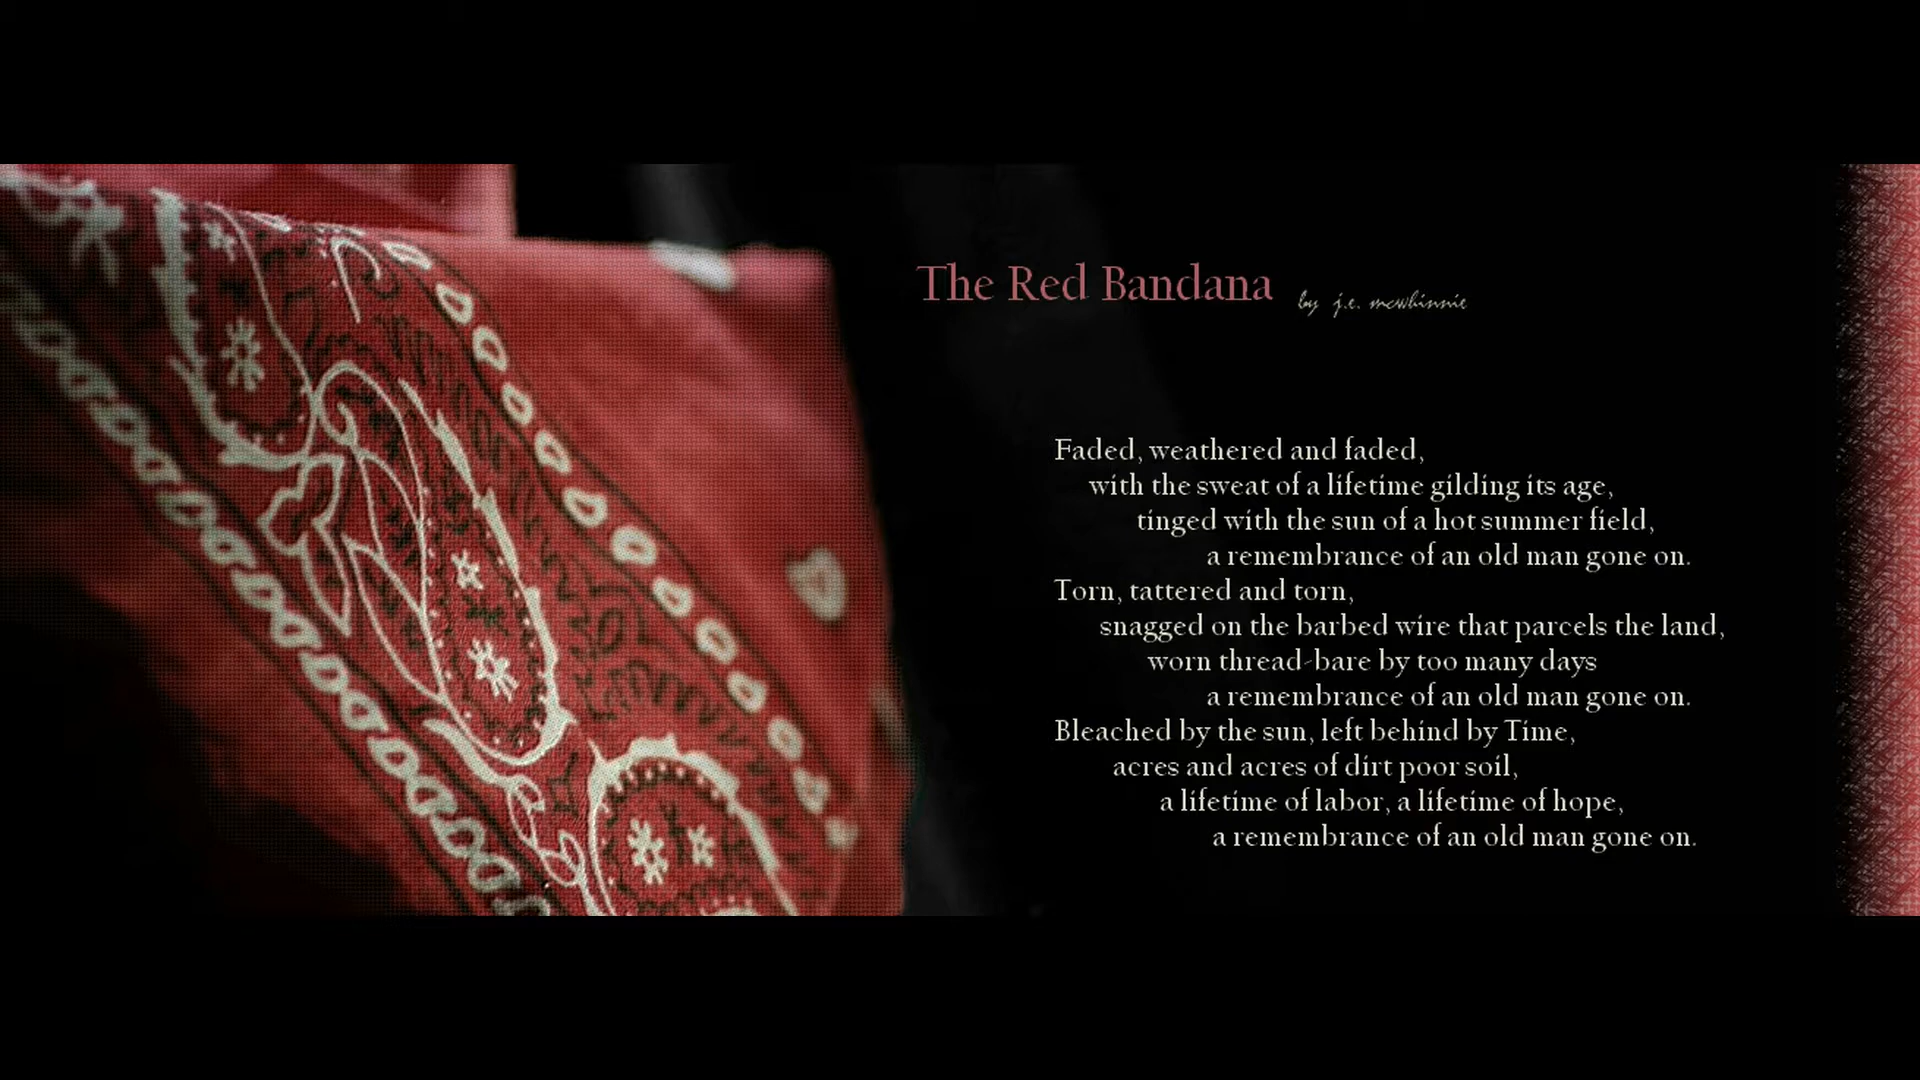 The Red Bandana
by j.e. mcwhinnie
Faded, weathered and faded,
with the sweat of a lifetime gilding its age,
tinged with the sun of a hot summer field,
a remembrance of an old man gone on.
Torn, tattered and torn,
snagged on the barbed wire that parcels the land,
worn thread-bare by too many days
a remembrance of an old man gone on.
Bleached by the sun, left behind by Time,
acres and acres of dirt poor soil,
a lifetime of labor, a lifetime of hope,
a remembrance of an old man gone on.